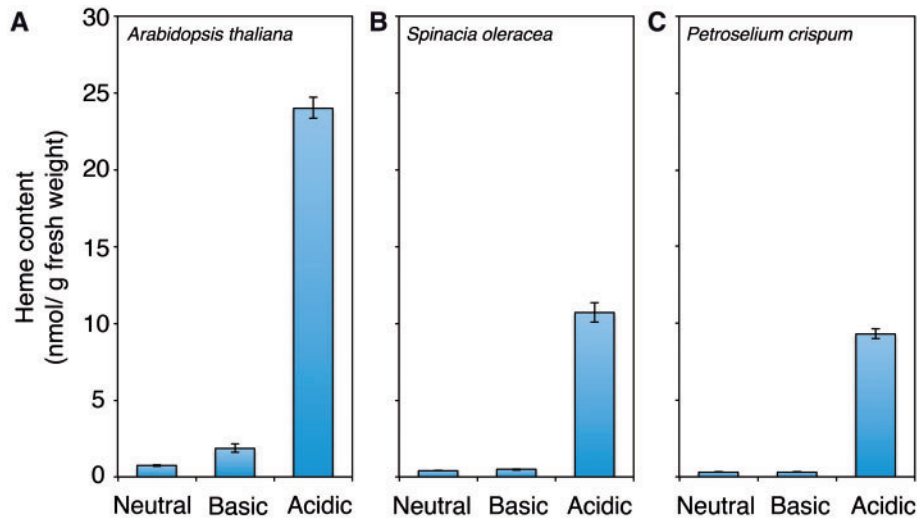 A
Arabidopsis thaliana
B
Spinacia oleracea
C
Petroselium crispum
Heme content
(nmol/ g fresh weight)
30
25
20
15
10
5
0
Neutral Basic Acidic
Neutral Basic Acidic
Neutral Basic Acidic